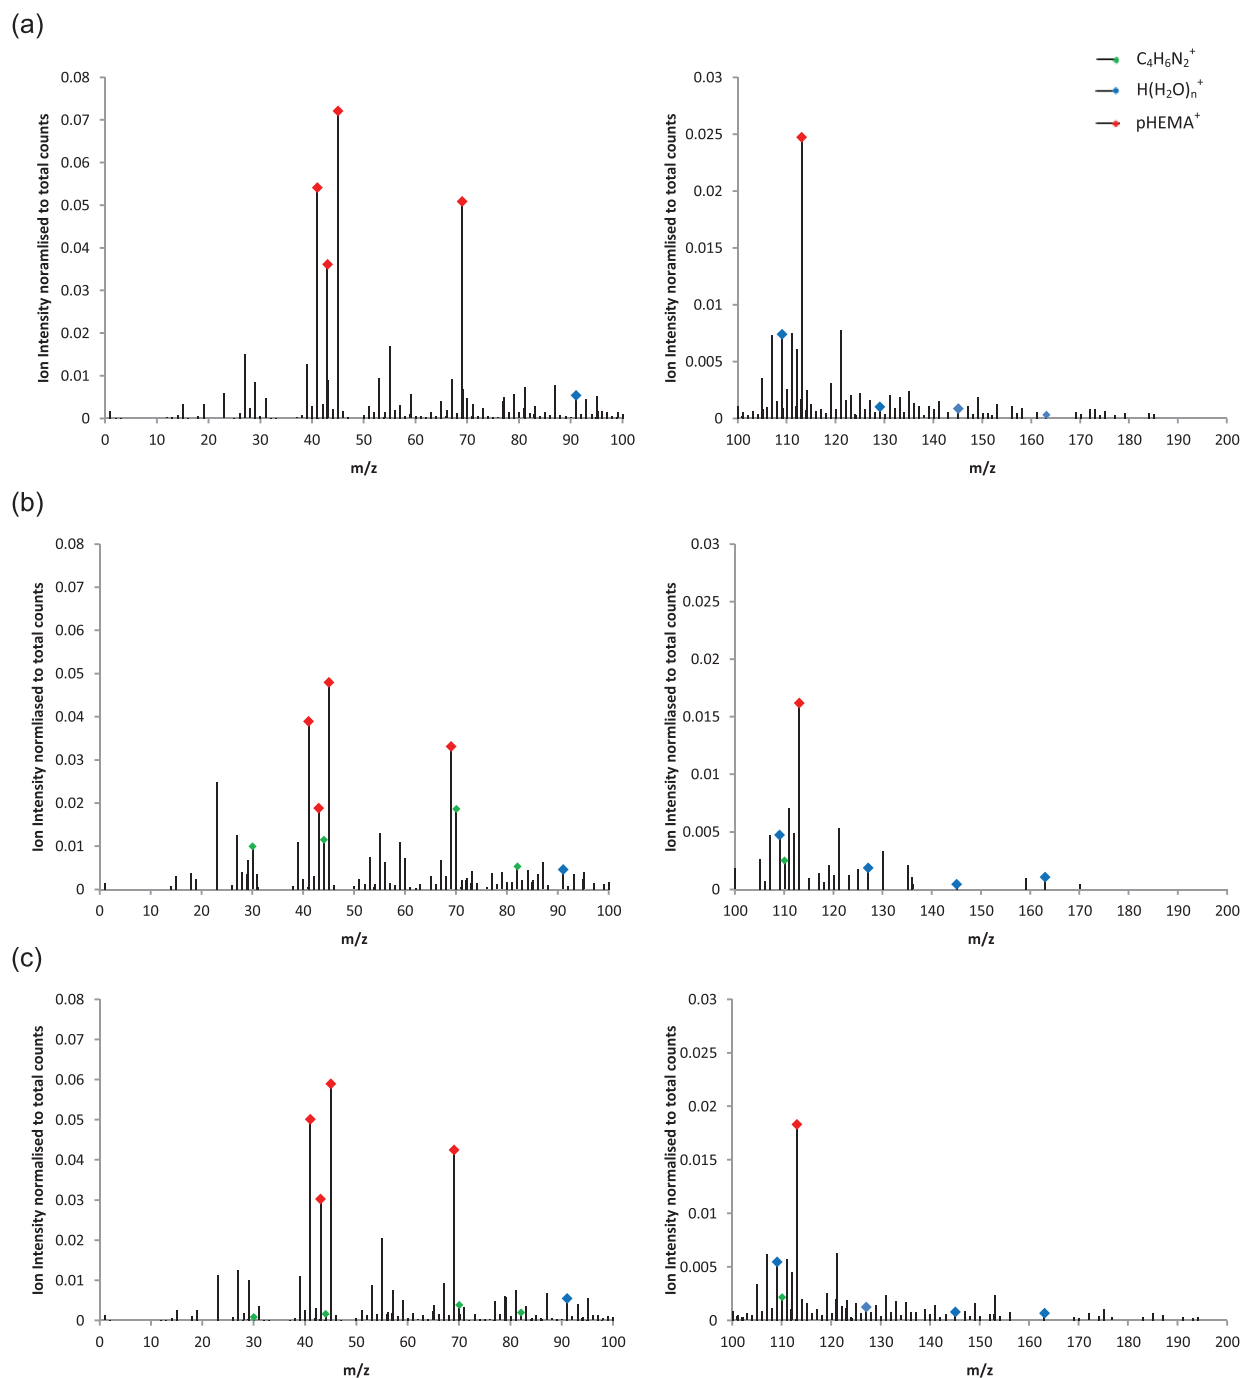 (a)
C₄H₆N₂⁺
H(H₂O)ₙ⁺
pHEMA⁺
Ion Intensity noramlised to total counts
0.08
0.07
0.06
0.05
0.04
0.03
0.02
0.01
0
0 10 20 30 40 50 60 70 80 90 100
m/z
Ion Intensity noramlised to total counts
0.03
0.025
0.02
0.015
0.01
0.005
0
100 110 120 130 140 150 160 170 180 190 200
m/z
(b)
Ion Intensity normliased to total counts
0.08
0.07
0.06
0.05
0.04
0.03
0.02
0.01
0
0 10 20 30 40 50 60 70 80 90 100
m/z
Ion Intensity normliased to total counts
0.03
0.025
0.02
0.015
0.01
0.005
0
100 110 120 130 140 150 160 170 180 190 200
m/z
(c)
Ion Intensity normalised to total counts
0.08
0.07
0.06
0.05
0.04
0.03
0.02
0.01
0
0 10 20 30 40 50 60 70 80 90 100
m/z
Ion Intensity normalised to total counts
0.03
0.025
0.02
0.015
0.01
0.005
0
100 110 120 130 140 150 160 170 180 190 200
m/z